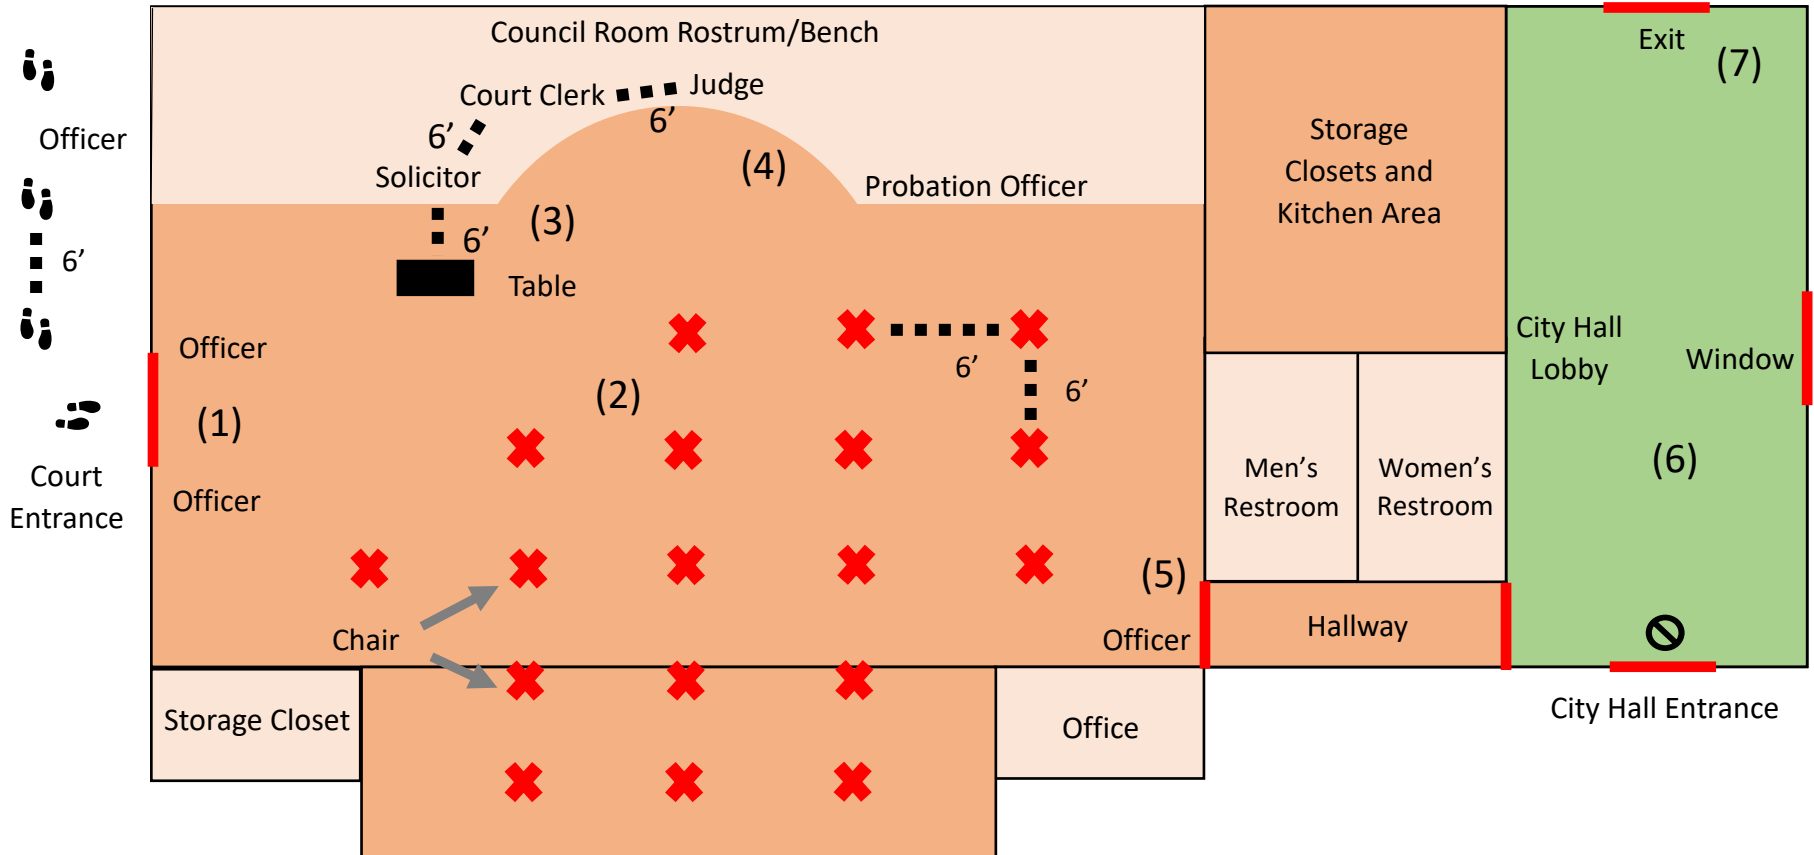 Council Room Rostrum/Bench
Exit
(7)
Court Clerk
Judge
6’
6’
Officer
Solicitor
(4)
Probation Officer
Storage
Closets and
Kitchen Area
(3)
6’
6’
Table
Officer
6’
6’
City Hall
Lobby
Window
(2)
(1)
Court
Entrance
Officer
Men’s
Restroom
Women’s
Restroom
(6)
(5)
Chair
Officer
Hallway
Storage Closet
Office
City Hall Entrance